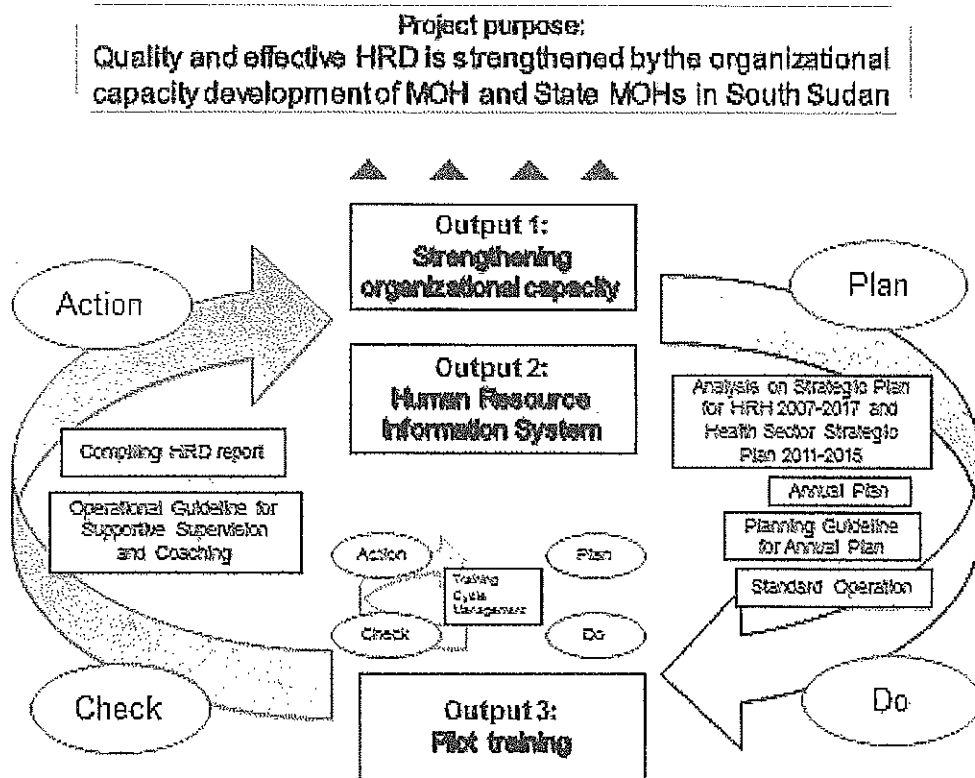 Project purpose:
Quality and effective HRD is strengthened by the organizational
capacity development of MOH and State MOHs in South Sudan
Output 1:
Strengthening
organizational capacity
Action
Plan
Output 2:
Human Resource
Information System
Analysis on Strategic Plan
for HRH 2007-2017 and
Health Sector Strategic
Plan 2011-2015
Compiling HRD report
Annual Plan
Operational Guideline for
Supportive Supervision
and Coaching
Planning Guideline
for Annual Plan
Standard Operation
Action
Plan
Training
Cycle
Management
Check
Do
Check
Do
Output 3:
Pilot training